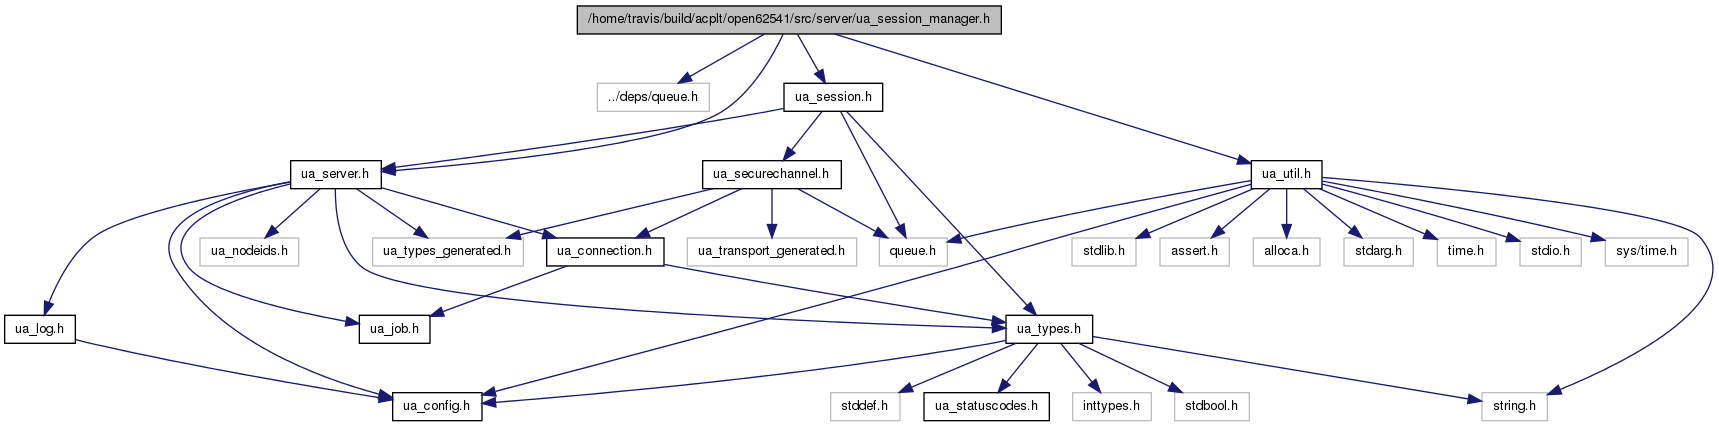 /home/travis/build/acplt/open62541/src/server/ua_session_manager.h
../deps/queue.h
ua_session.h
ua_server.h
ua_securechannel.h
ua_util.h
ua_nodeids.h
ua_types_generated.h
ua_connection.h
ua_transport_generated.h
queue.h
stdlib.h
assert.h
alloca.h
stdarg.h
time.h
stdio.h
sys/time.h
ua_log.h
ua_job.h
ua_types.h
ua_config.h
stddef.h
ua_statuscodes.h
inttypes.h
stdbool.h
string.h